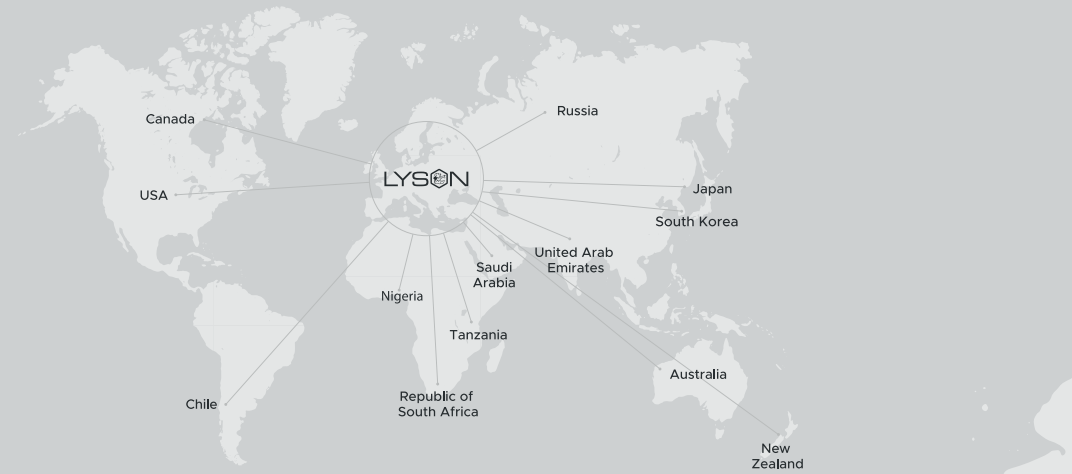 Russia
Canada
LYSON
USA
Japan
South Korea
United Arab
Emirates
Saudi
Arabia
Nigeria
Tanzania
Australia
Republic of
South Africa
Chile
New
Zealand